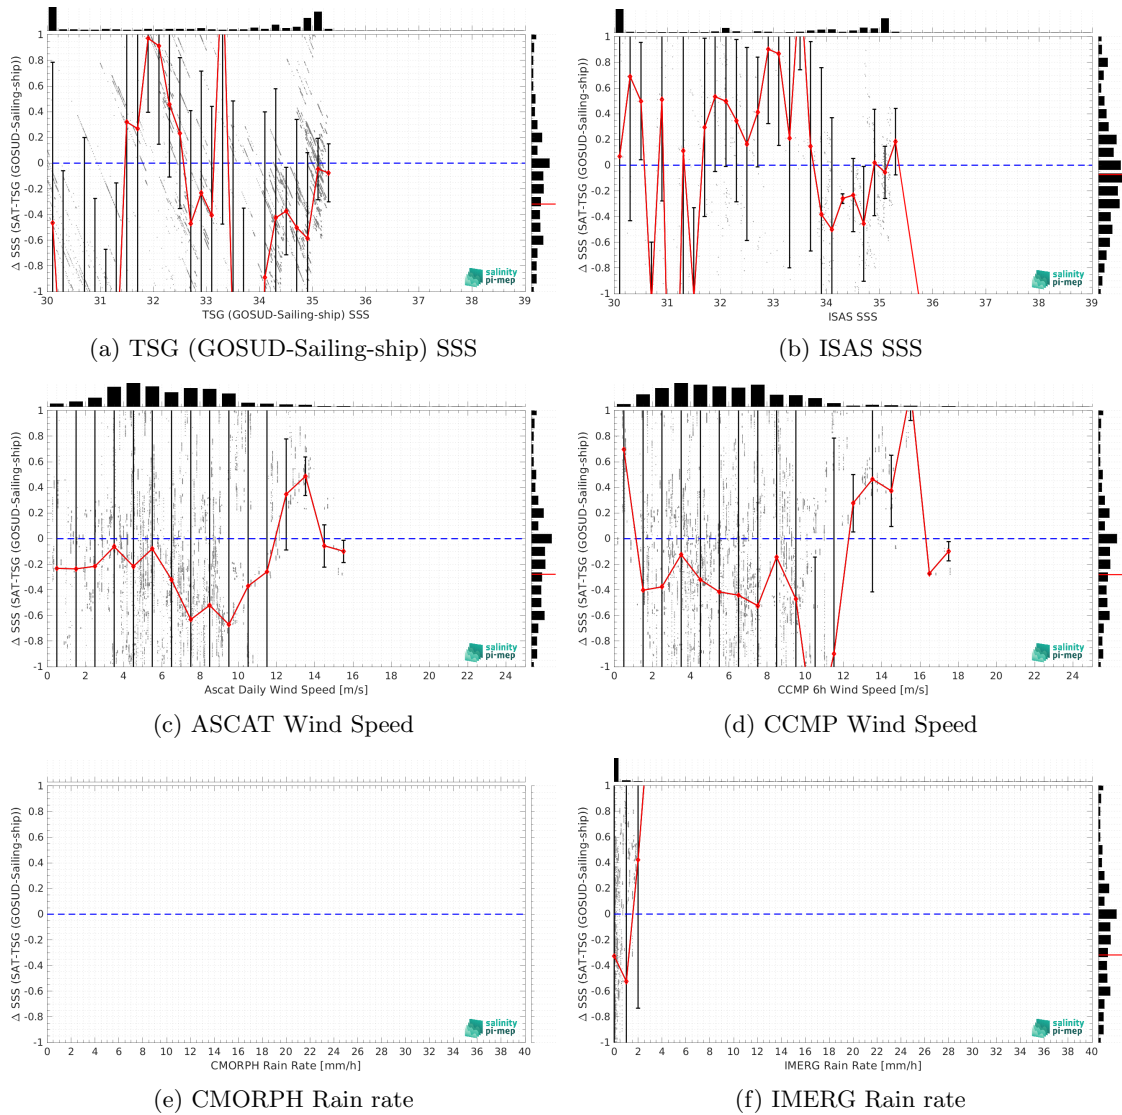 Δ SSS (SAT-TSG (GOSUD-Sailing-ship))
1
0.8
0.6
0.4
0.2
0
-0.2
-0.4
-0.6
-0.8
-1
salinity
pi-mep
30 31 32 33 34 35 36 37 38 39
TSG (GOSUD-Sailing-ship) SSS
(a) TSG (GOSUD-Sailing-ship) SSS
Δ SSS (SAT-TSG (GOSUD-Sailing-ship))
1
0.8
0.6
0.4
0.2
0
-0.2
-0.4
-0.6
-0.8
-1
salinity
pi-mep
30 31 32 33 34 35 36 37 38 39
ISAS SSS
(b) ISAS SSS
Δ SSS (SAT-TSG (GOSUD-Sailing-ship))
1
0.8
0.6
0.4
0.2
0
-0.2
-0.4
-0.6
-0.8
-1
salinity
pi-mep
0 2 4 6 8 10 12 14 16 18 20 22 24
Ascat Daily Wind Speed [m/s]
(c) ASCAT Wind Speed
Δ SSS (SAT-TSG (GOSUD-Sailing-ship))
1
0.8
0.6
0.4
0.2
0
-0.2
-0.4
-0.6
-0.8
-1
salinity
pi-mep
0 2 4 6 8 10 12 14 16 18 20 22 24
CCMP 6h Wind Speed [m/s]
(d) CCMP Wind Speed
Δ SSS (SAT-TSG (GOSUD-Sailing-ship))
1
0.8
0.6
0.4
0.2
0
-0.2
-0.4
-0.6
-0.8
-1
salinity
pi-mep
0 2 4 6 8 10 12 14 16 18 20 22 24 26 28 30 32 34 36 38 40
CMORPH Rain Rate [mm/h]
(e) CMORPH Rain rate
Δ SSS (SAT-TSG (GOSUD-Sailing-ship))
1
0.8
0.6
0.4
0.2
0
-0.2
-0.4
-0.6
-0.8
-1
salinity
pi-mep
0 2 4 6 8 10 12 14 16 18 20 22 24 26 28 30 32 34 36 38 40
IMERG Rain Rate [mm/h]
(f) IMERG Rain rate